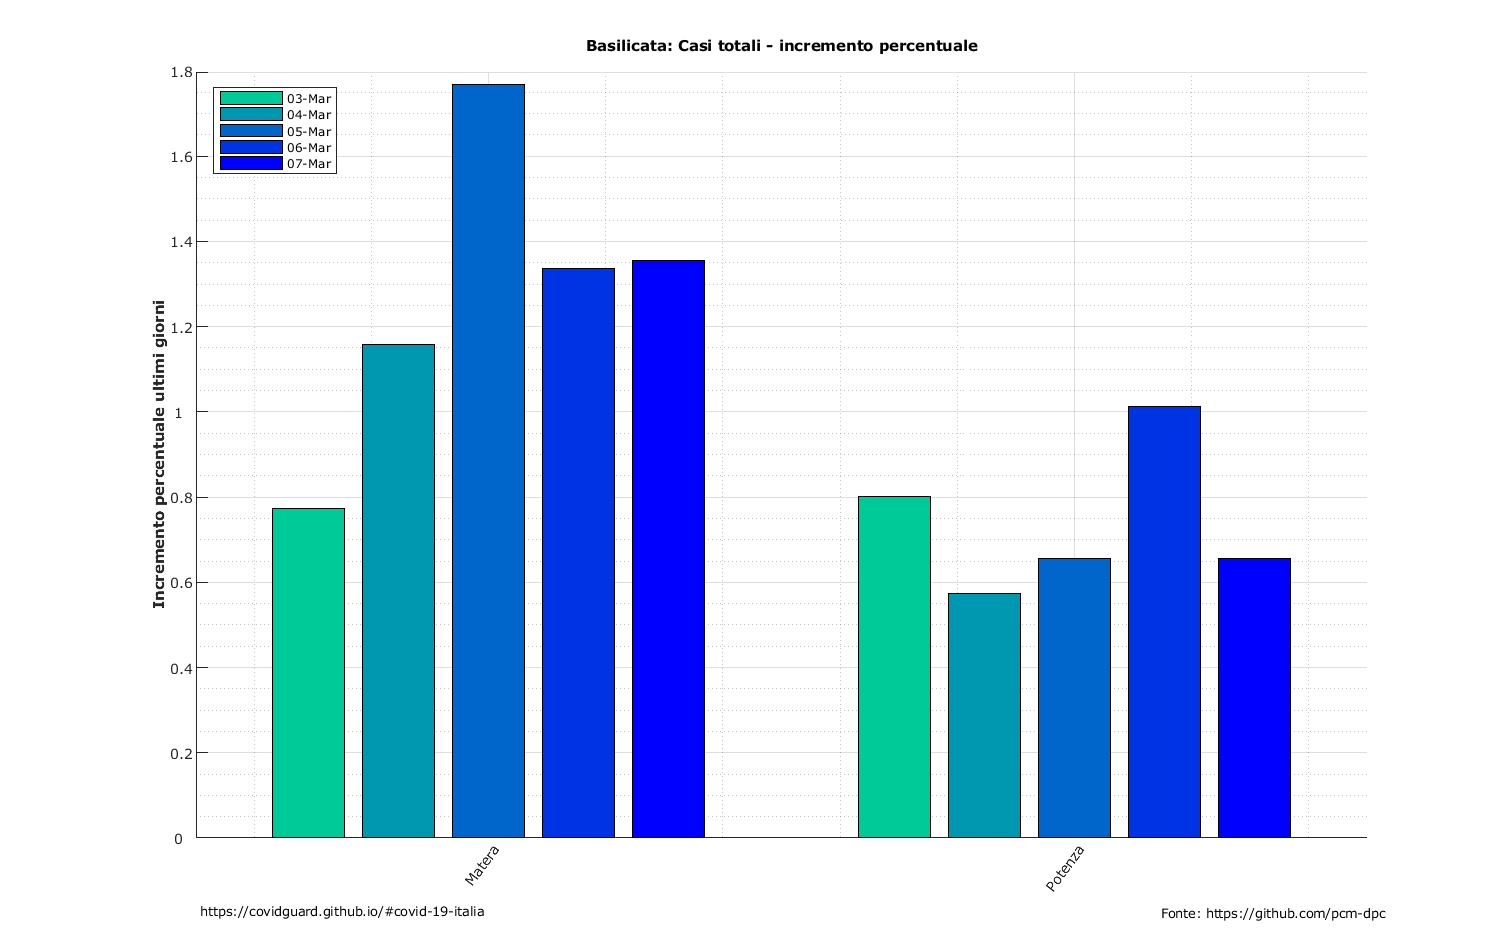 Basilicata: Casi totali - incremento percentuale
1.8
1.6
1.4
1.2
1
0.8
0.6
0.4
0.2
0
Incremento percentuale ultimi giorni
03-Mar
04-Mar
05-Mar
06-Mar
07-Mar
Matera
Potenza
https://covidguard.github.io/#covid-19-italia
Fonte: https://github.com/pcm-dpc